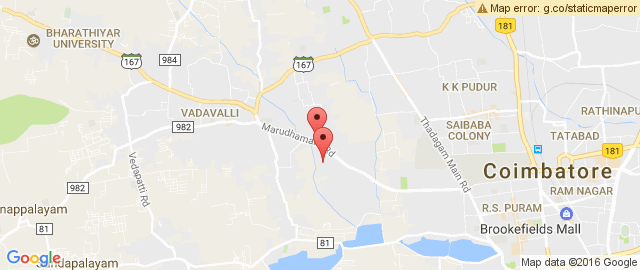 Map error: g.co/staticmaperror
BHARATHIYAR
UNIVERSITY
181
167
984
167
K K PUDUR
VADAVALLI
982
RATHINAPU
SAIBABA
COLONY
TATABAD
181
Marudhama
Rd
Thadagam Main Rd
Vedapatti Rd
Coimbatore
982
RAM NAGAR
nappalayam
R.S. PURAM
81
Brookefields Mall
81
Google
ndapalayam
Map data ©2016 Google